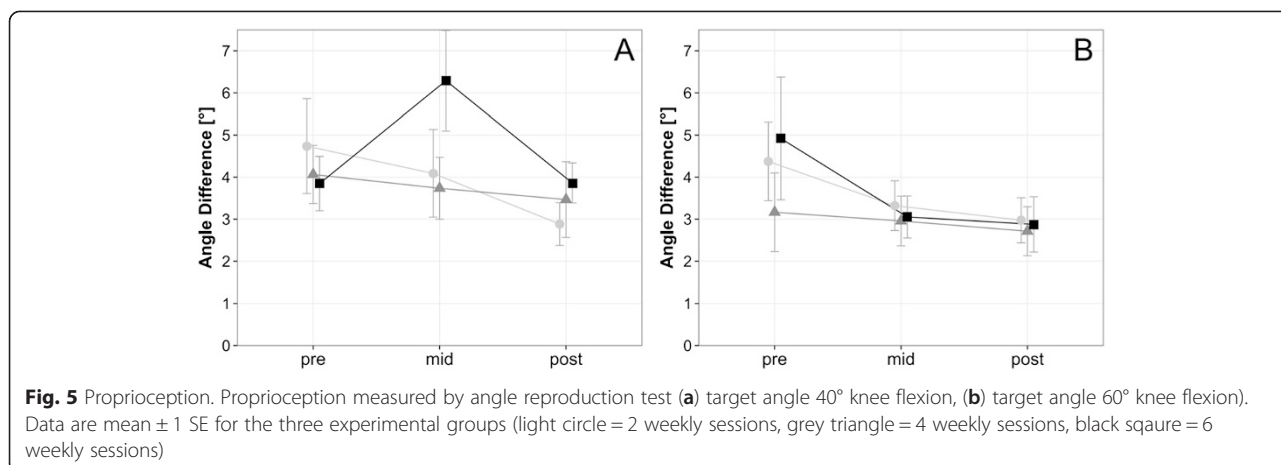 A
B
7
6
5
4
3
2
1
0
Angle Difference [°]
pre
mid
post
7
6
5
4
3
2
1
0
Angle Difference [°]
pre
mid
post
Fig. 5 Proprioception. Proprioception measured by angle reproduction test (a) target angle 40° knee flexion, (b) target angle 60° knee flexion).
Data are mean ± 1 SE for the three experimental groups (light circle = 2 weekly sessions, grey triangle = 4 weekly sessions, black sqaure = 6
weekly sessions)